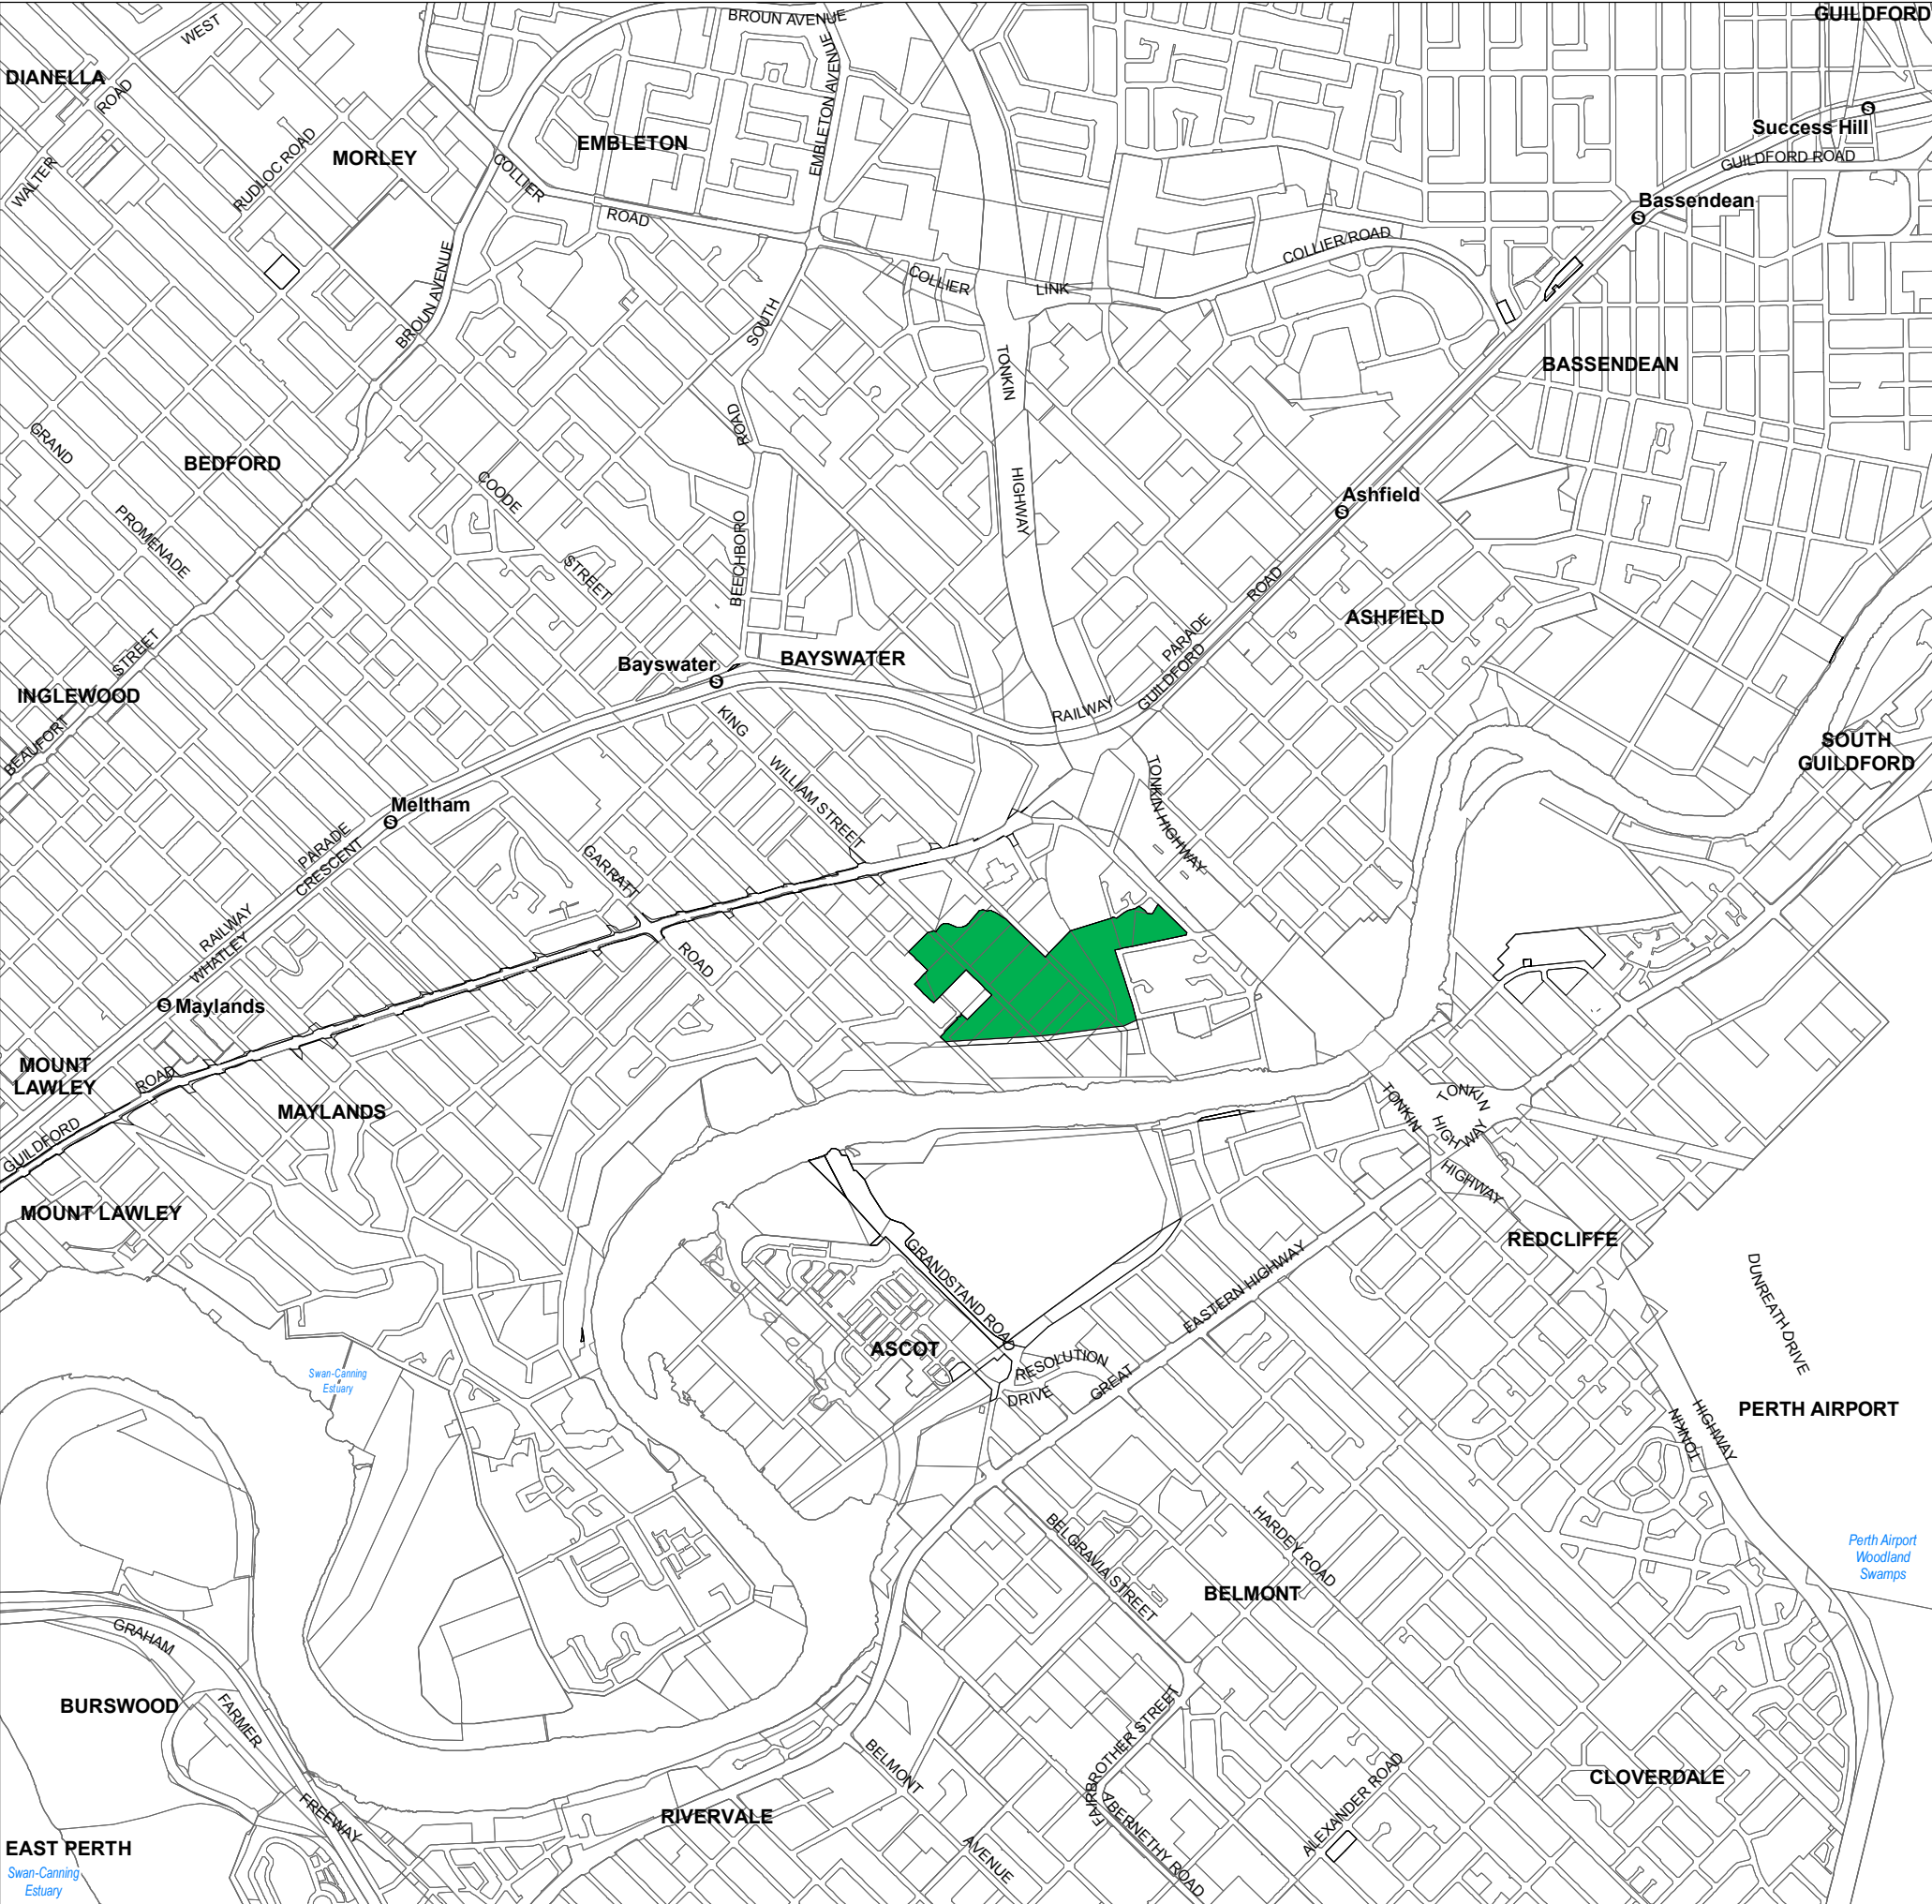 BROUN AVENUE
GUILDFORD
WEST
DIANELLA
ROAD
EMBLETON AVENUE
Success Hill
RUDLOC ROAD
EMBLETON
MORLEY
GUILDFORD ROAD
WALTER
COLLIER
EMBLETON AVENUE
Bassendean
ROAD
COLLIER ROAD
COLLIER
LINK
BROUN AVENUE
SOUTH
TONKIN
BASSENDEAN
ROAD
GRAND
BEDFORD
COODE
HIGHWAY
Ashfield
PROMENADE
BEECHBORO
STREET
ROAD
ASHFIELD
PARADE
STREET
Bayswater
BAYSWATER
GUILDFORD
INGLEWOOD
RAILWAY
KING
BEAUFORT
SOUTH
GUILDFORD
WILLIAM STREET
TONKIN HIGHWAY
Meltham
PARADE
CRESCENT
GARRATT
RAILWAY
WHATLEY
ROAD
Maylands
MOUNT
LAWLEY
ROAD
MAYLANDS
TONKIN
TONKIN
HIGHWAY
GUILDFORD
HIGHWAY
MOUNT LAWLEY
REDCLIFFE
GRANDSTAND ROAD
EASTERN HIGHWAY
DUNREATH DRIVE
ASCOT
RESOLUTION
DRIVE
GREAT
Swan-Canning
Estuary
PERTH AIRPORT
HIGHWAY
TONKIN
BELGRAVIA STREET
HARDEY ROAD
Perth Airport
Woodland
Swamps
BELMONT
GRAHAM
BURSWOOD
FARMER
FAIRBROTHER STREET
BELMONT
CLOVERDALE
FREEWAY
RIVERVALE
ABERNETHY ROAD
ALEXANDER ROAD
EAST PERTH
AVENUE
Swan-Canning
Estuary